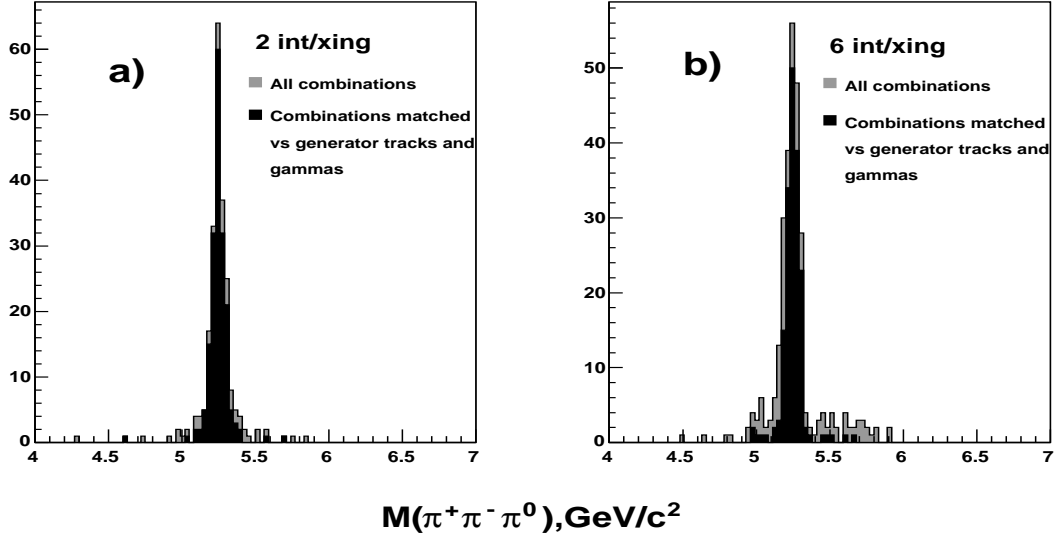 2 int/xing
a)
All combinations
Combinations matched
vs generator tracks and
gammas
60
50
40
30
20
10
0
4
4.5
5
5.5
6
6.5
7
6 int/xing
b)
All combinations
Combinations matched
vs generator tracks and
gammas
50
40
30
20
10
0
4
4.5
5
5.5
6
6.5
7
M(π⁺π⁻π⁰),GeV/c²